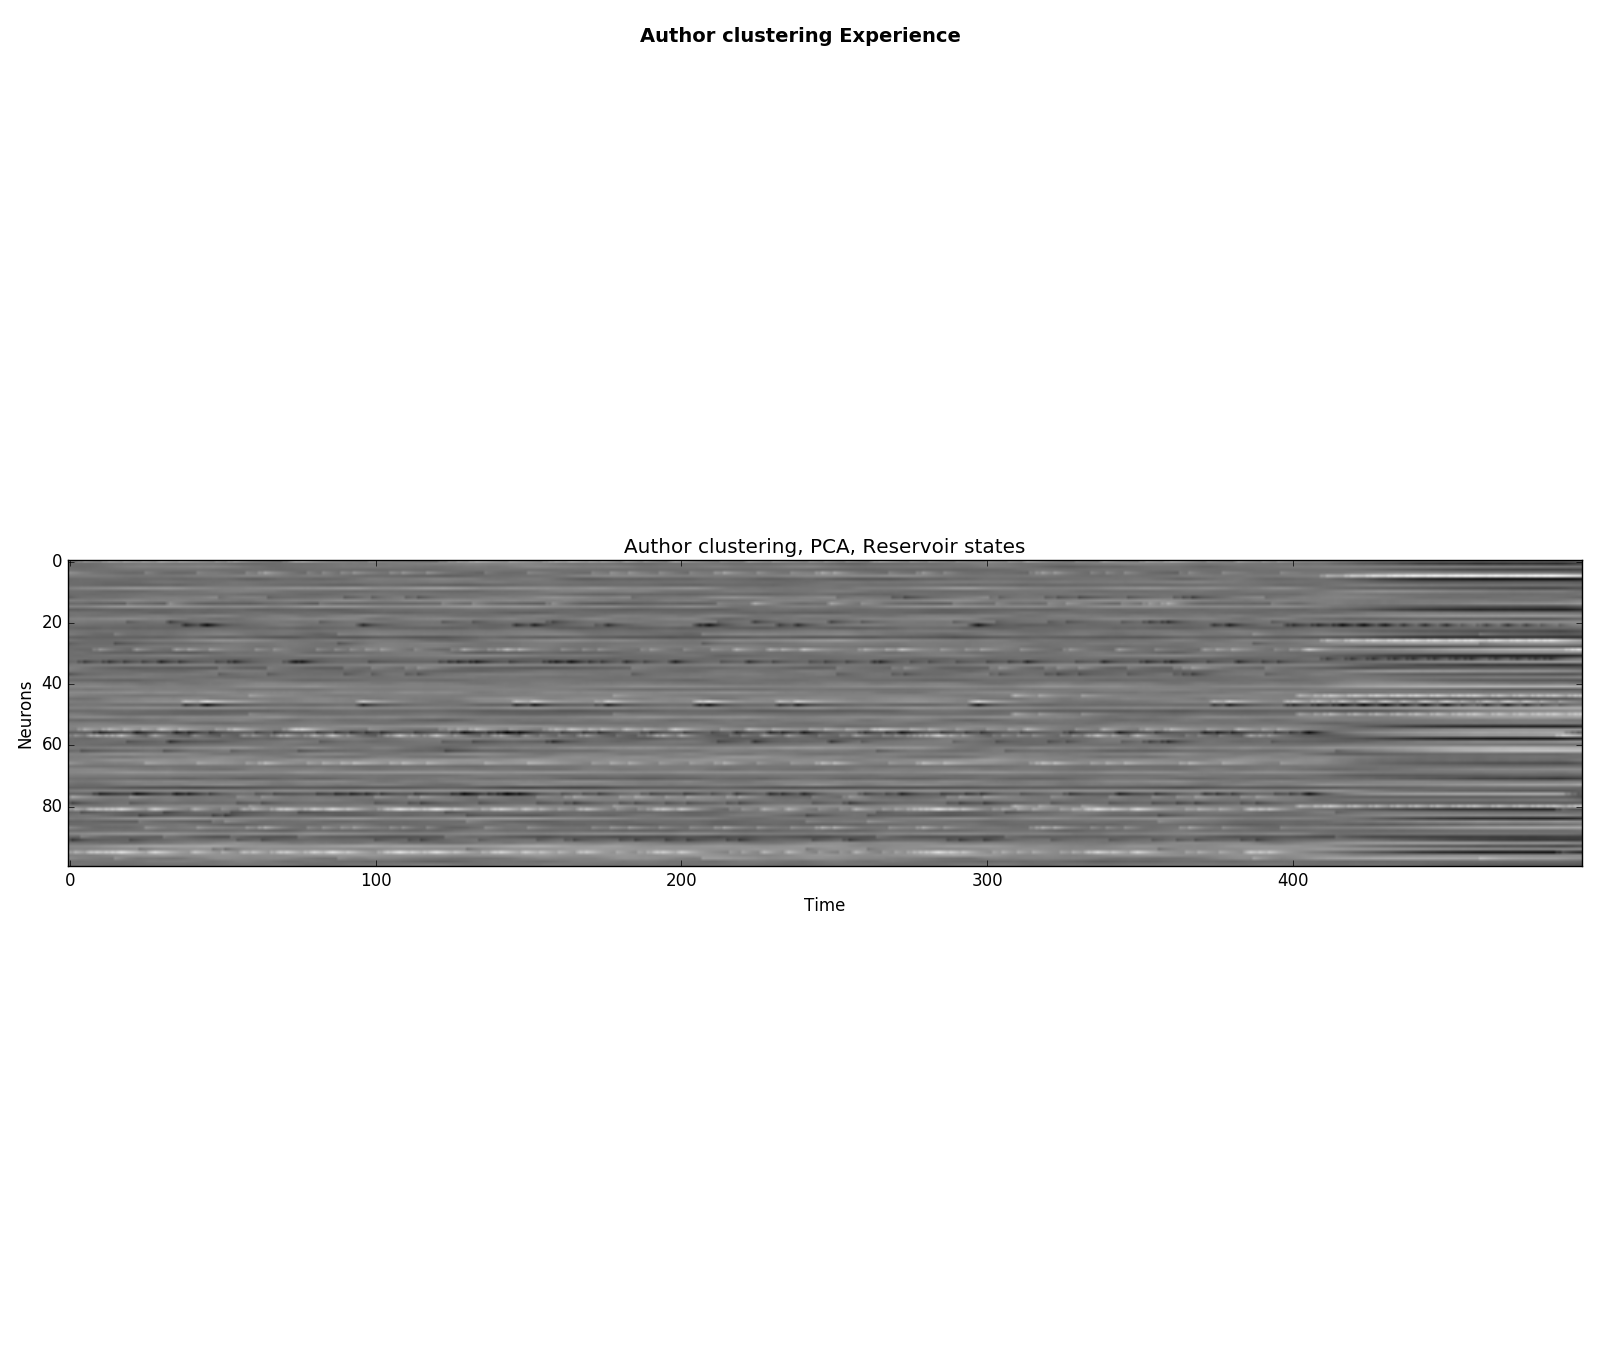 Author clustering Experience
Author clustering, PCA, Reservoir states
0
20
40
60
80
Neurons
0 100 200 300 400
Time